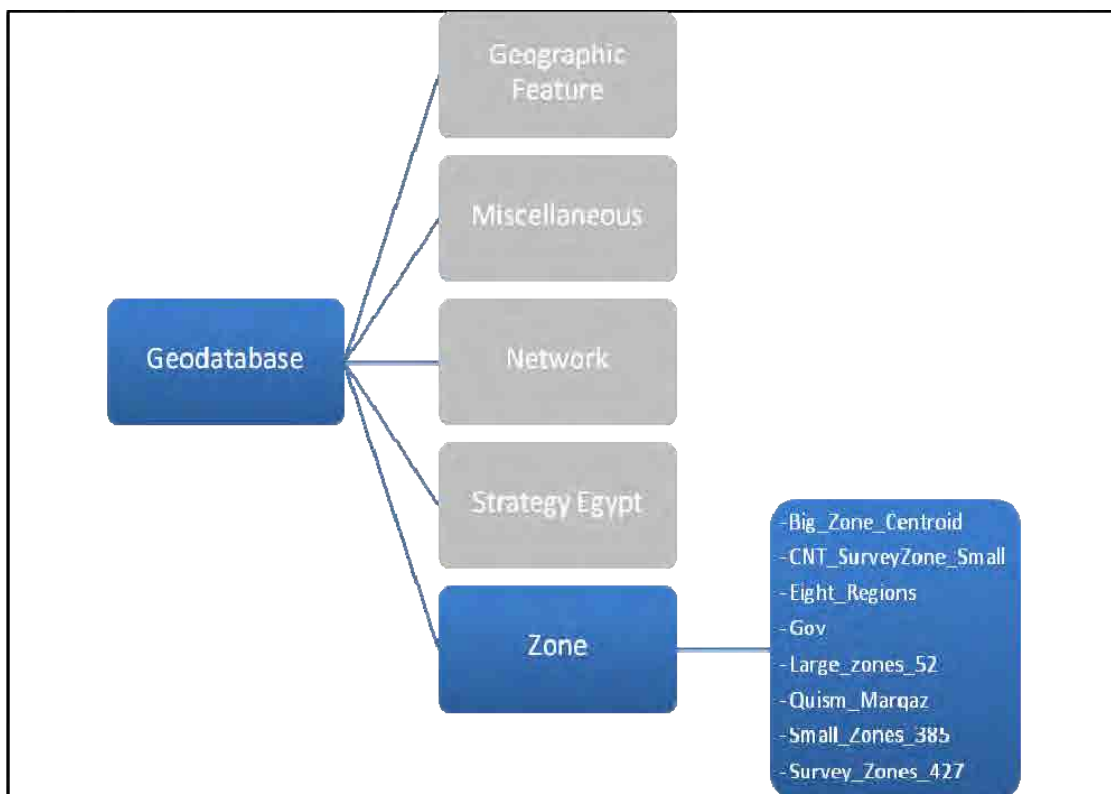 Geographic
Feature
Miscellaneous
Geodatabase
Network
Strategy Egypt
Zone
-Big_Zone_Centroid
-CNT_SurveyZone_Small
-Eight_Regions
-Gov
-Large_zones_52
-Quism_Marqaz
-Small_Zones_385
-Survey_Zones_427